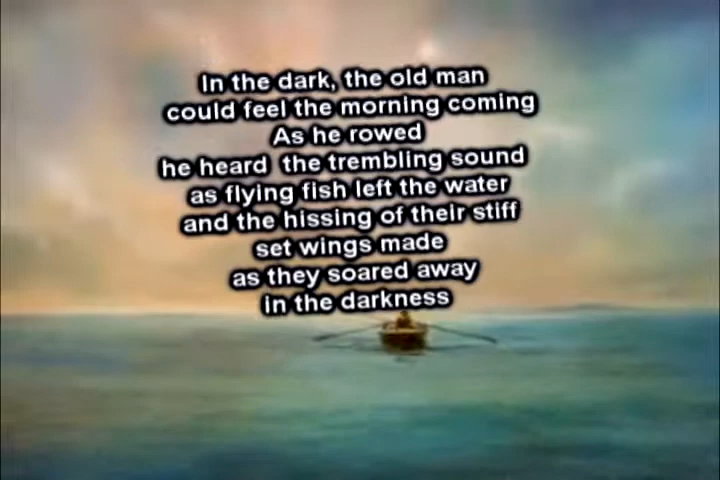 In the dark, the old man
could feel the morning coming
As he rowed
he heard the trembling sound
as flying fish left the water
and the hissing of their stiff
set wings made
as they soared away
in the darkness